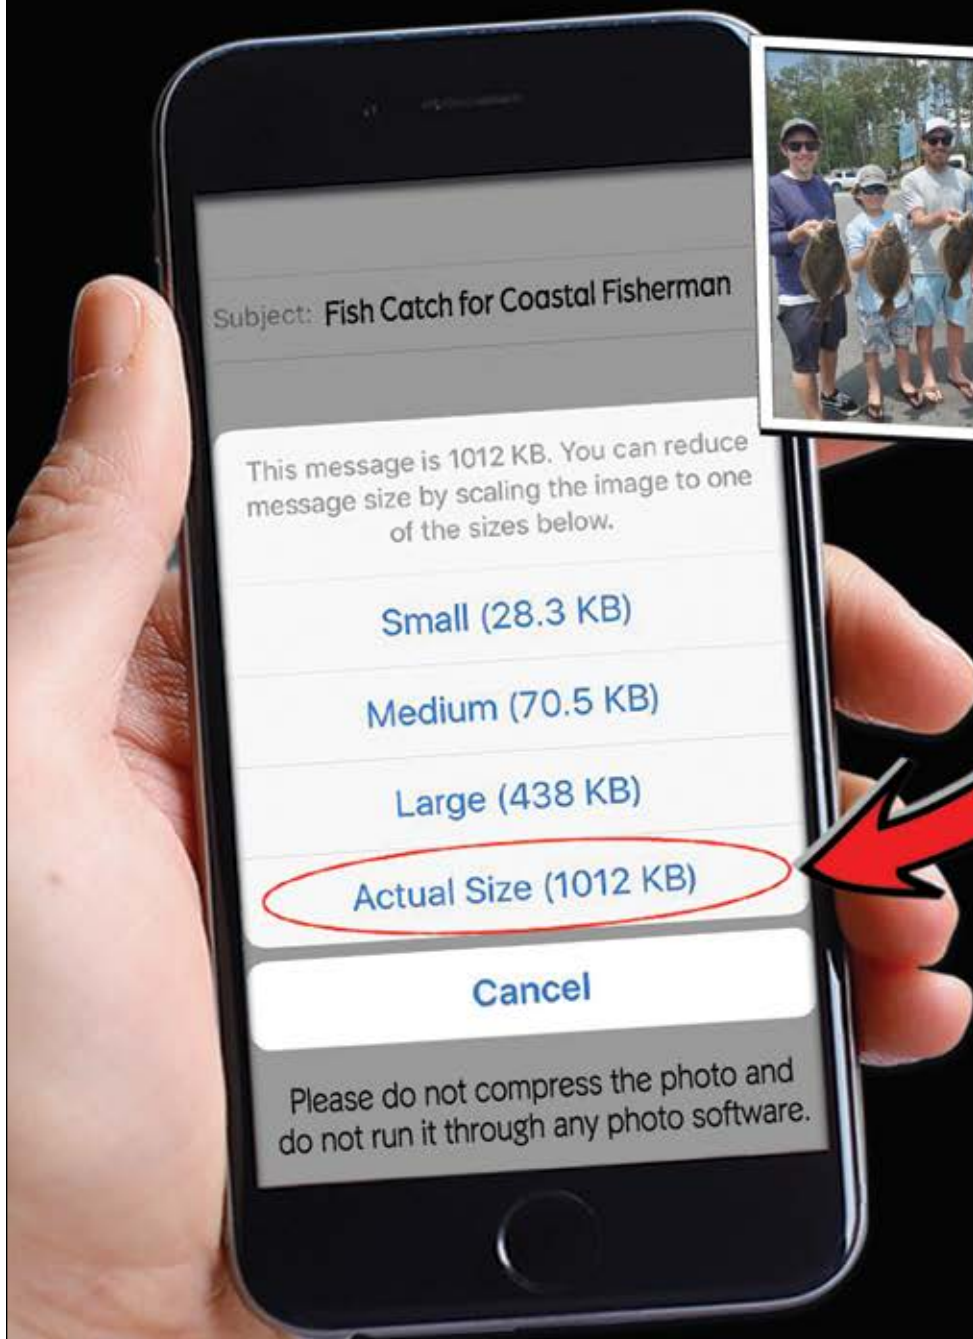 Subject: Fish Catch for Coastal Fisherman
This message is 1012 KB. You can reduce
message size by scaling the image to one
of the sizes below.
Small (28.3 KB)
Medium (70.5 KB)
Large (438 KB)
Actual Size (1012 KB)
Cancel
Please do not compress the photo and
do not run it through any photo software.